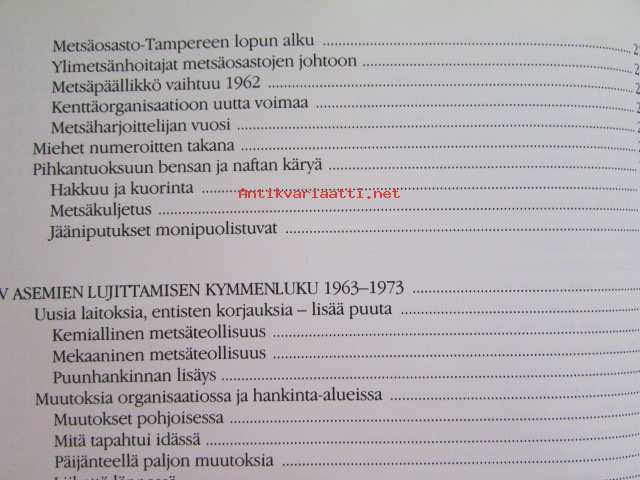 Metsäosasto-Tampereen lopun alku
Ylimetsänhoitajat metsäosastojen johtoon
Metsäpäällikkö vaihtuu 1962
Kenttäorganisaatioon uutta voimaa
Metsäharjoittelijan vuosi
Miehet numeroitten takana
Pihkantuoksuun bensan ja naftan käryä
Hakkuu ja kuorinta
Antikvariaatti.net
Metsäkuljetus
Jääniputukset monipuolistuvat
V ASEMIEN LUJITTAMISEN KYMMENLUKU 1963–1973
Uusia laitoksia, entisten korjauksia – lisää puuta
Kemiallinen metsäteollisuus
Mekaaninen metsäteollisuus
Puunhankinnan lisäys
Muutoksia organisaatiossa ja hankinta-alueissa
Muutokset pohjoisessa
Mitä tapahtui idässä
Päijänteellä paljon muutoksia